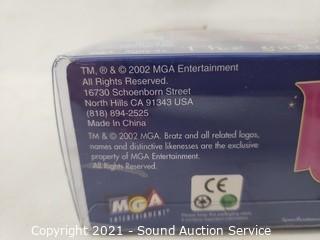 TM, ® & © 2002 MGA Entertainment
All Rights Reserved.
16730 Schoenborn Street
North Hills CA 91343 USA
(818) 894-2525
Made In China
TM & © 2002 MGA. Bratz and all related logos,
names and distinctive likenesses are the exclusive
property of MGA Entertainment.
All Rights Reserved.
MGA
ENTERTAINMENT
CE
Copyright 2021 - Sound Auction Service